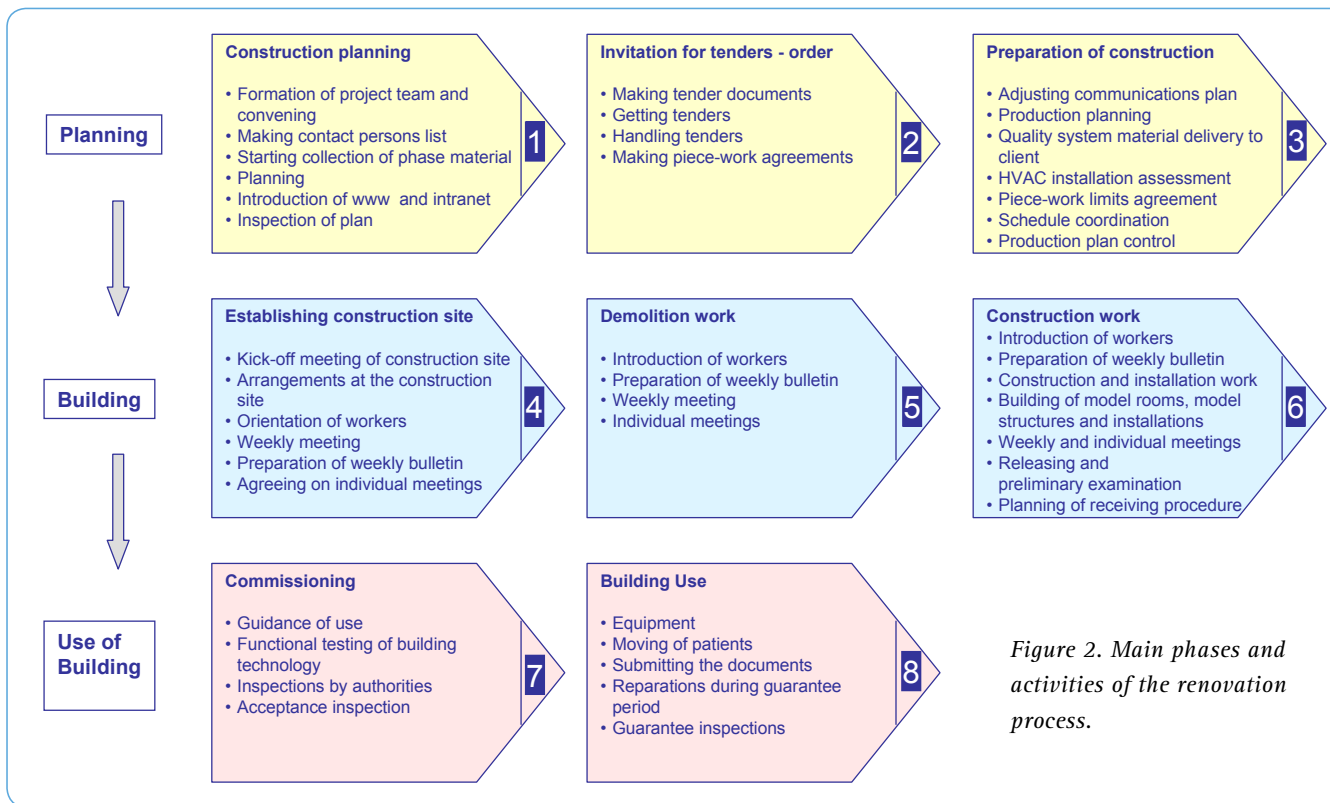 Planning
Construction planning
• Formation of project team and
convening
• Making contact persons list
• Starting collection of phase material
• Planning
• Introduction of www and intranet
• Inspection of plan
1
Invitation for tenders - order
• Making tender documents
• Getting tenders
• Handling tenders
• Making piece-work agreements
2
Preparation of construction
• Adjusting communications plan
• Production planning
• Quality system material delivery to
client
• HVAC installation assessment
• Piece-work limits agreement
• Schedule coordination
• Production plan control
3
Building
Establishing construction site
• Kick-off meeting of construction site
• Arrangements at the construction
site
• Orientation of workers
• Weekly meeting
• Preparation of weekly bulletin
• Agreeing on individual meetings
4
Demolition work
• Introduction of workers
• Preparation of weekly bulletin
• Weekly meeting
• Individual meetings
5
Construction work
• Introduction of workers
• Preparation of weekly bulletin
• Construction and installation work
• Building of model rooms, model
structures and installations
• Weekly and individual meetings
• Releasing and
preliminary examination
• Planning of receiving procedure
6
Use of
Building
Commissioning
• Guidance of use
• Functional testing of building
technology
• Inspections by authorities
• Acceptance inspection
7
Building Use
• Equipment
• Moving of patients
• Submitting the documents
• Reparations during guarantee
period
• Guarantee inspections
8
Figure 2. Main phases and
activities of the renovation
process.